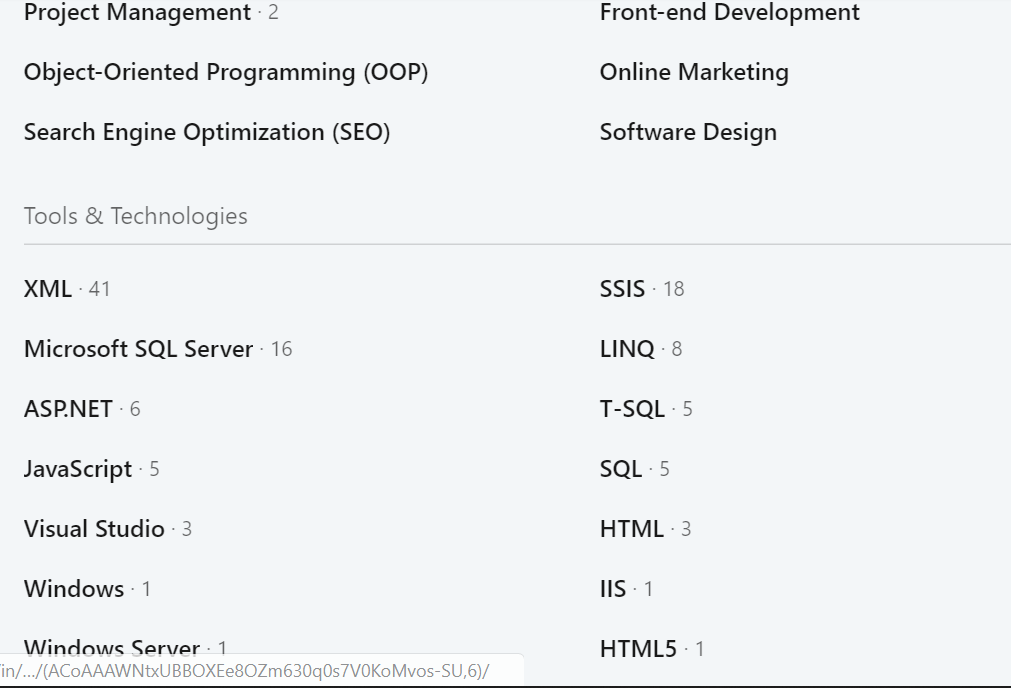 Project Management · 2
Front-end Development
Object-Oriented Programming (OOP)
Online Marketing
Search Engine Optimization (SEO)
Software Design
Tools & Technologies
XML · 41
SSIS · 18
Microsoft SQL Server · 16
LINQ · 8
ASP.NET · 6
T-SQL · 5
JavaScript · 5
SQL · 5
Visual Studio · 3
HTML · 3
Windows · 1
IIS · 1
Windows Server · 1
HTML5 · 1
in/.../(ACoAAAWNtxUBBOXEe8OZm630q0s7V0KoMvos-SU,6)/